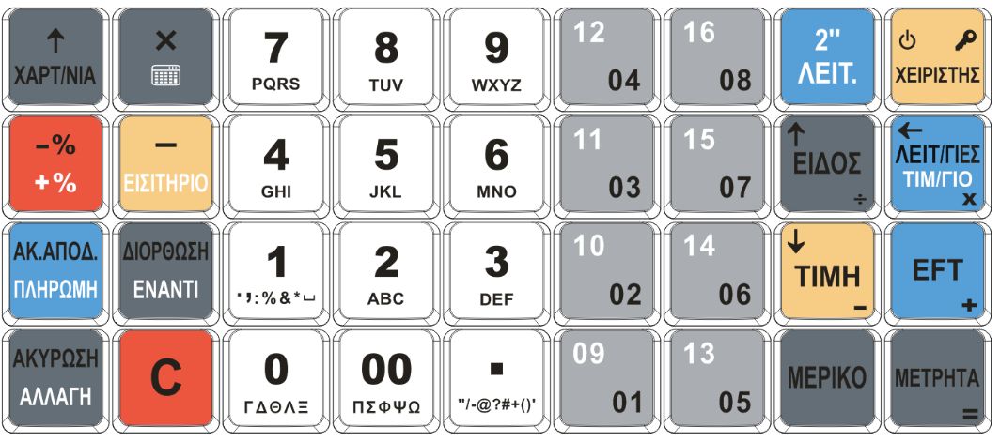 ↑
ΧΑΡΤ/ΝΙΑ
×
7
PQRS
8
TUV
9
WXYZ
12
04
16
08
2"
ΛΕΙΤ.
ΧΕΙΡΙΣΤΗΣ
-%
+%
−
ΕΙΣΙΤΗΡΙΟ
4
GHI
5
JKL
6
MNO
11
03
15
07
↑
ΕΙΔΟΣ
÷
←
ΛΕΙΤ/ΓΙΕΣ
ΤΙΜ/ΓΙΟ
x
ΑΚ.ΑΠΟΔ.
ΠΛΗΡΩΜΗ
ΔΙΟΡΘΩΣΗ
ΕΝΑΝΤΙ
1
·,;:%&*⎵
2
ABC
3
DEF
10
02
14
06
↓
ΤΙΜΗ
−
EFT
+
ΑΚΥΡΩΣΗ
ΑΛΛΑΓΗ
C
0
ΓΔΘΛΞ
00
ΠΣΦΨΩ
.
"/-@?#+()'
09
01
13
05
ΜΕΡΙΚΟ
ΜΕΤΡΗΤΑ
=